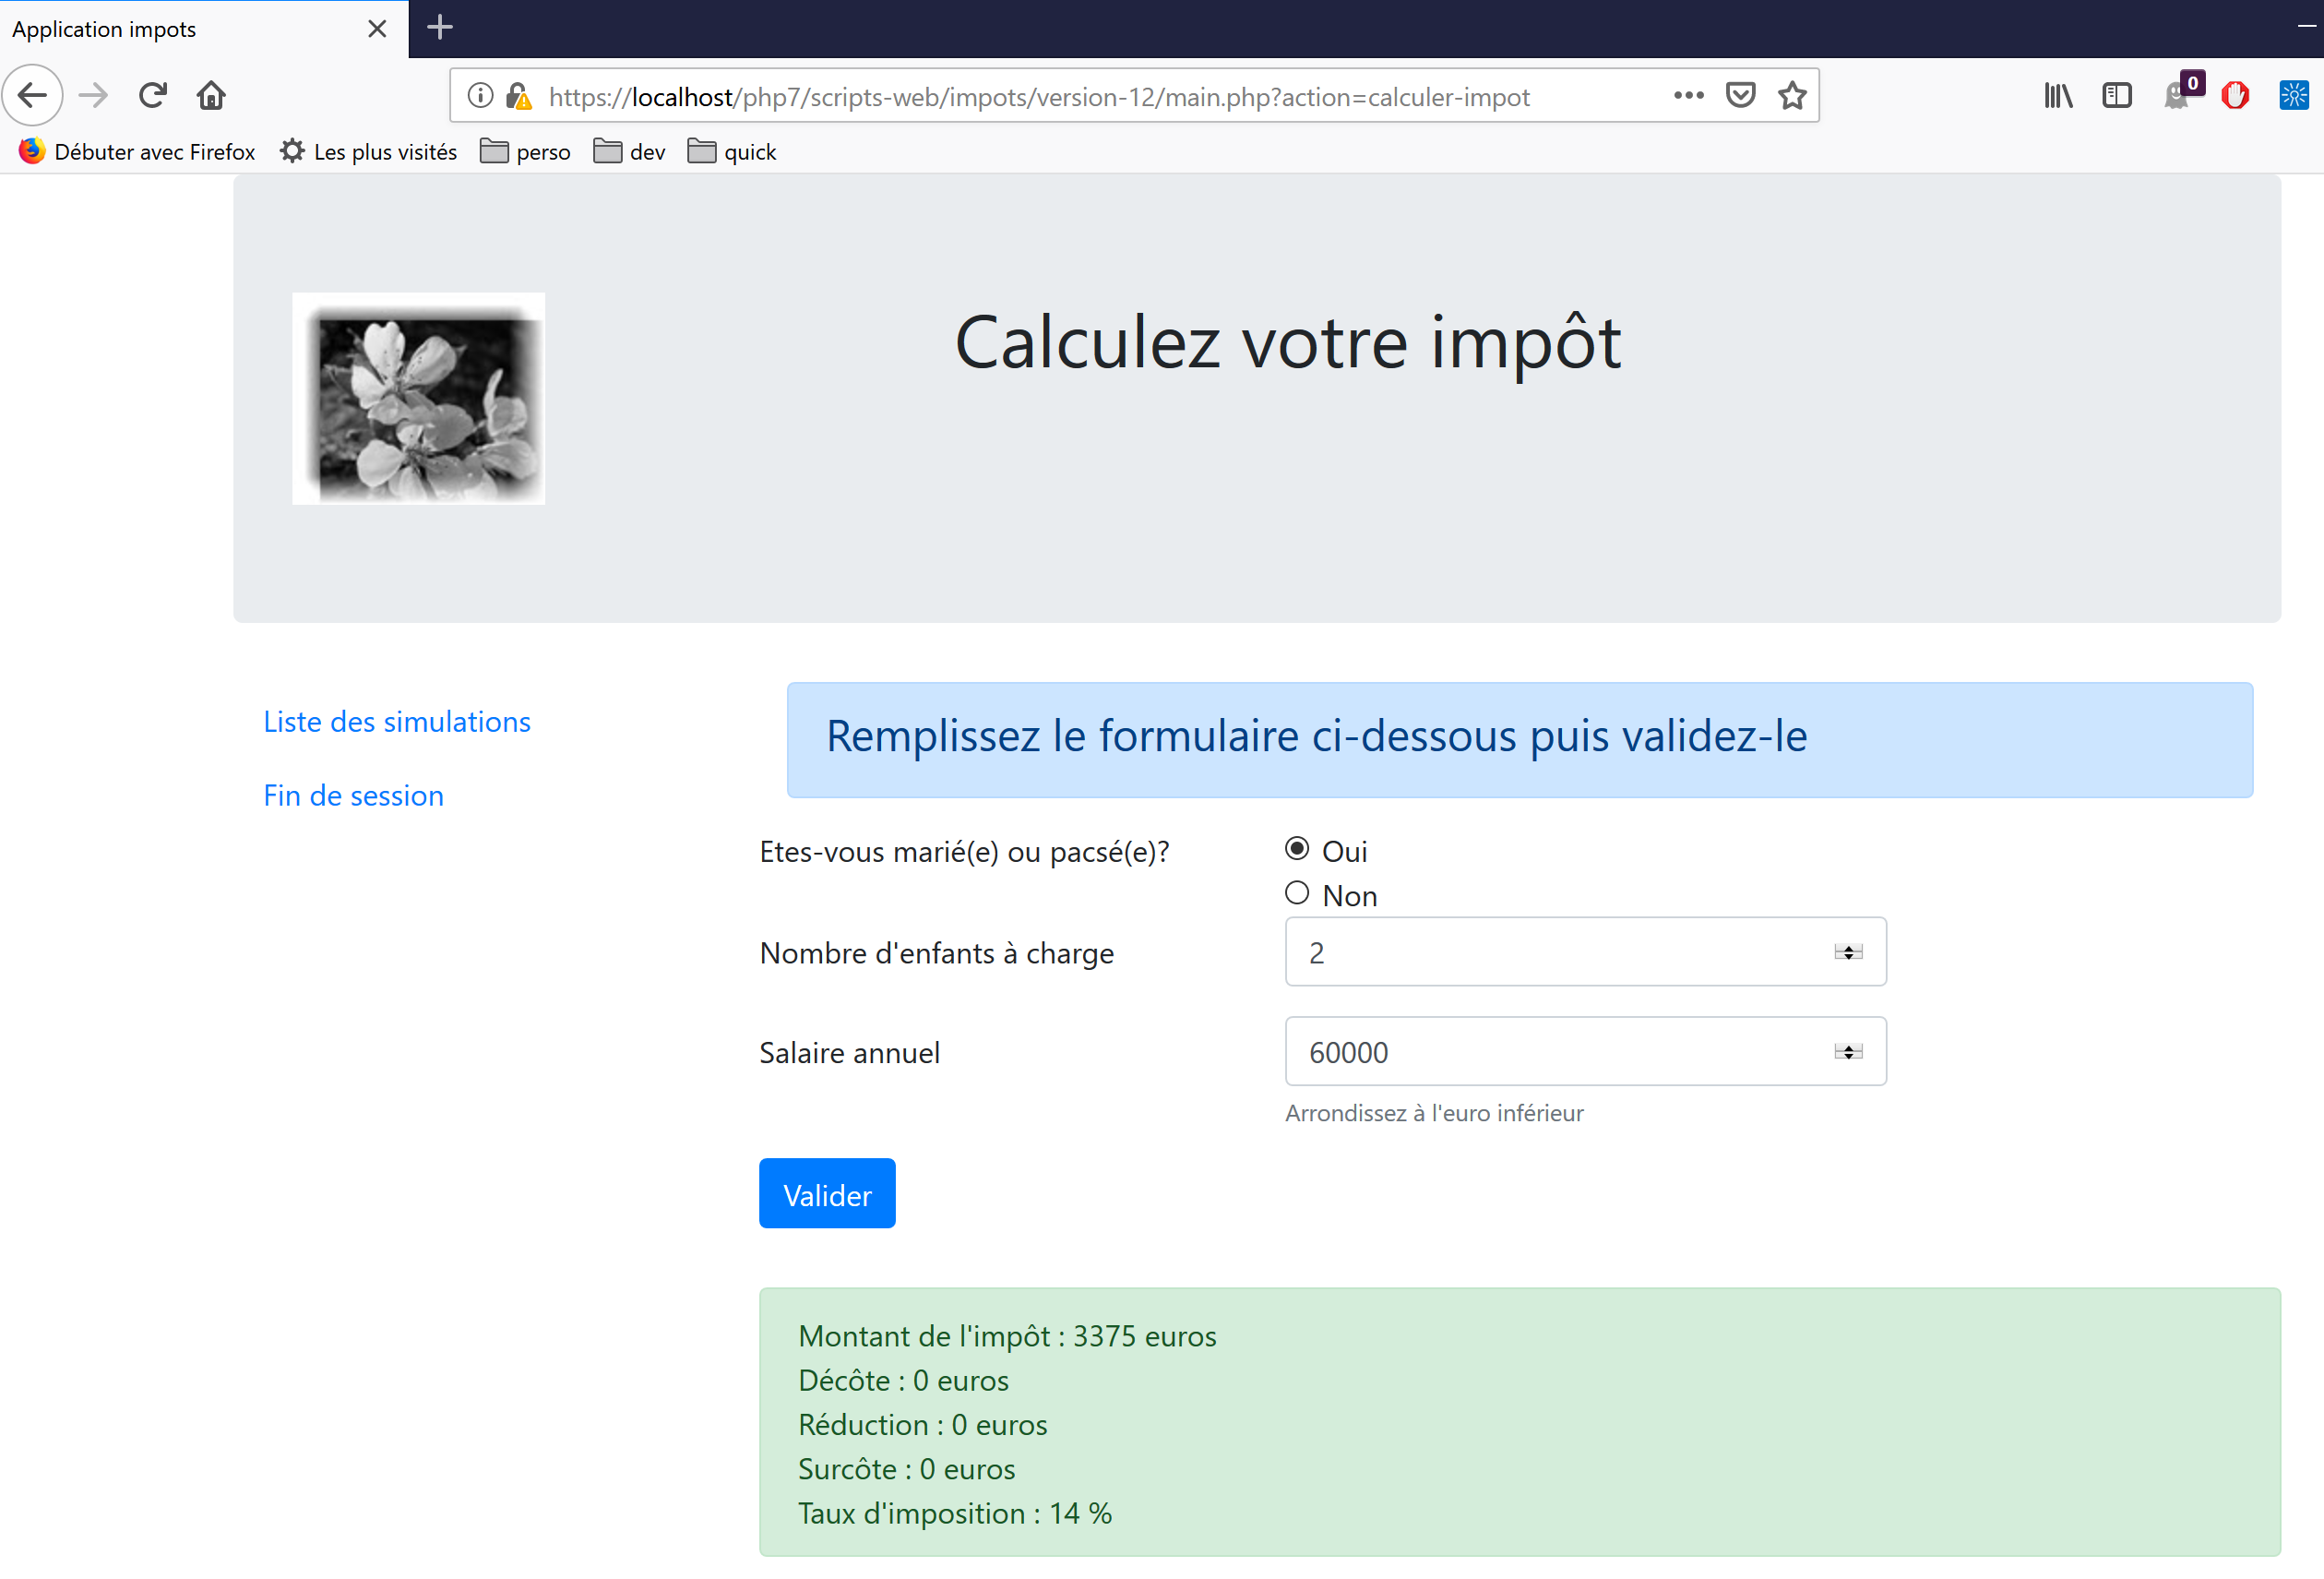 Application impots
https://localhost/php7/scripts-web/impots/version-12/main.php?action=calculer-impot
0
Débuter avec Firefox Les plus visités perso dev quick
Calculez votre impôt
Liste des simulations
Fin de session
Remplissez le formulaire ci-dessous puis validez-le
Etes-vous marié(e) ou pacsé(e)? Oui
Non
Nombre d'enfants à charge 2
Salaire annuel 60000
Arrondissez à l'euro inférieur
Valider
Montant de l'impôt : 3375 euros
Décôte : 0 euros
Réduction : 0 euros
Surcôte : 0 euros
Taux d'imposition : 14 %